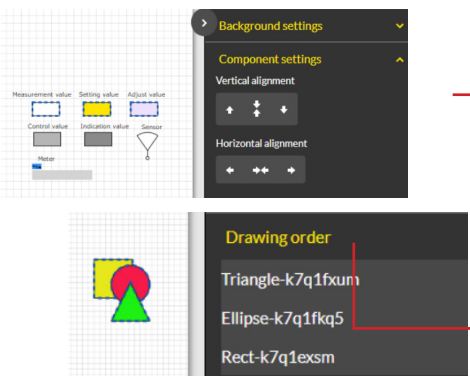 Background settings
Component settings
Vertical alignment
Measurement value Setting value Adjust value
Control value Indication value Sensor
Horizontal alignment
Meter
Drawing order
Triangle-k7q1fxum
Ellipse-k7q1fkq5
Rect-k7q1exsm